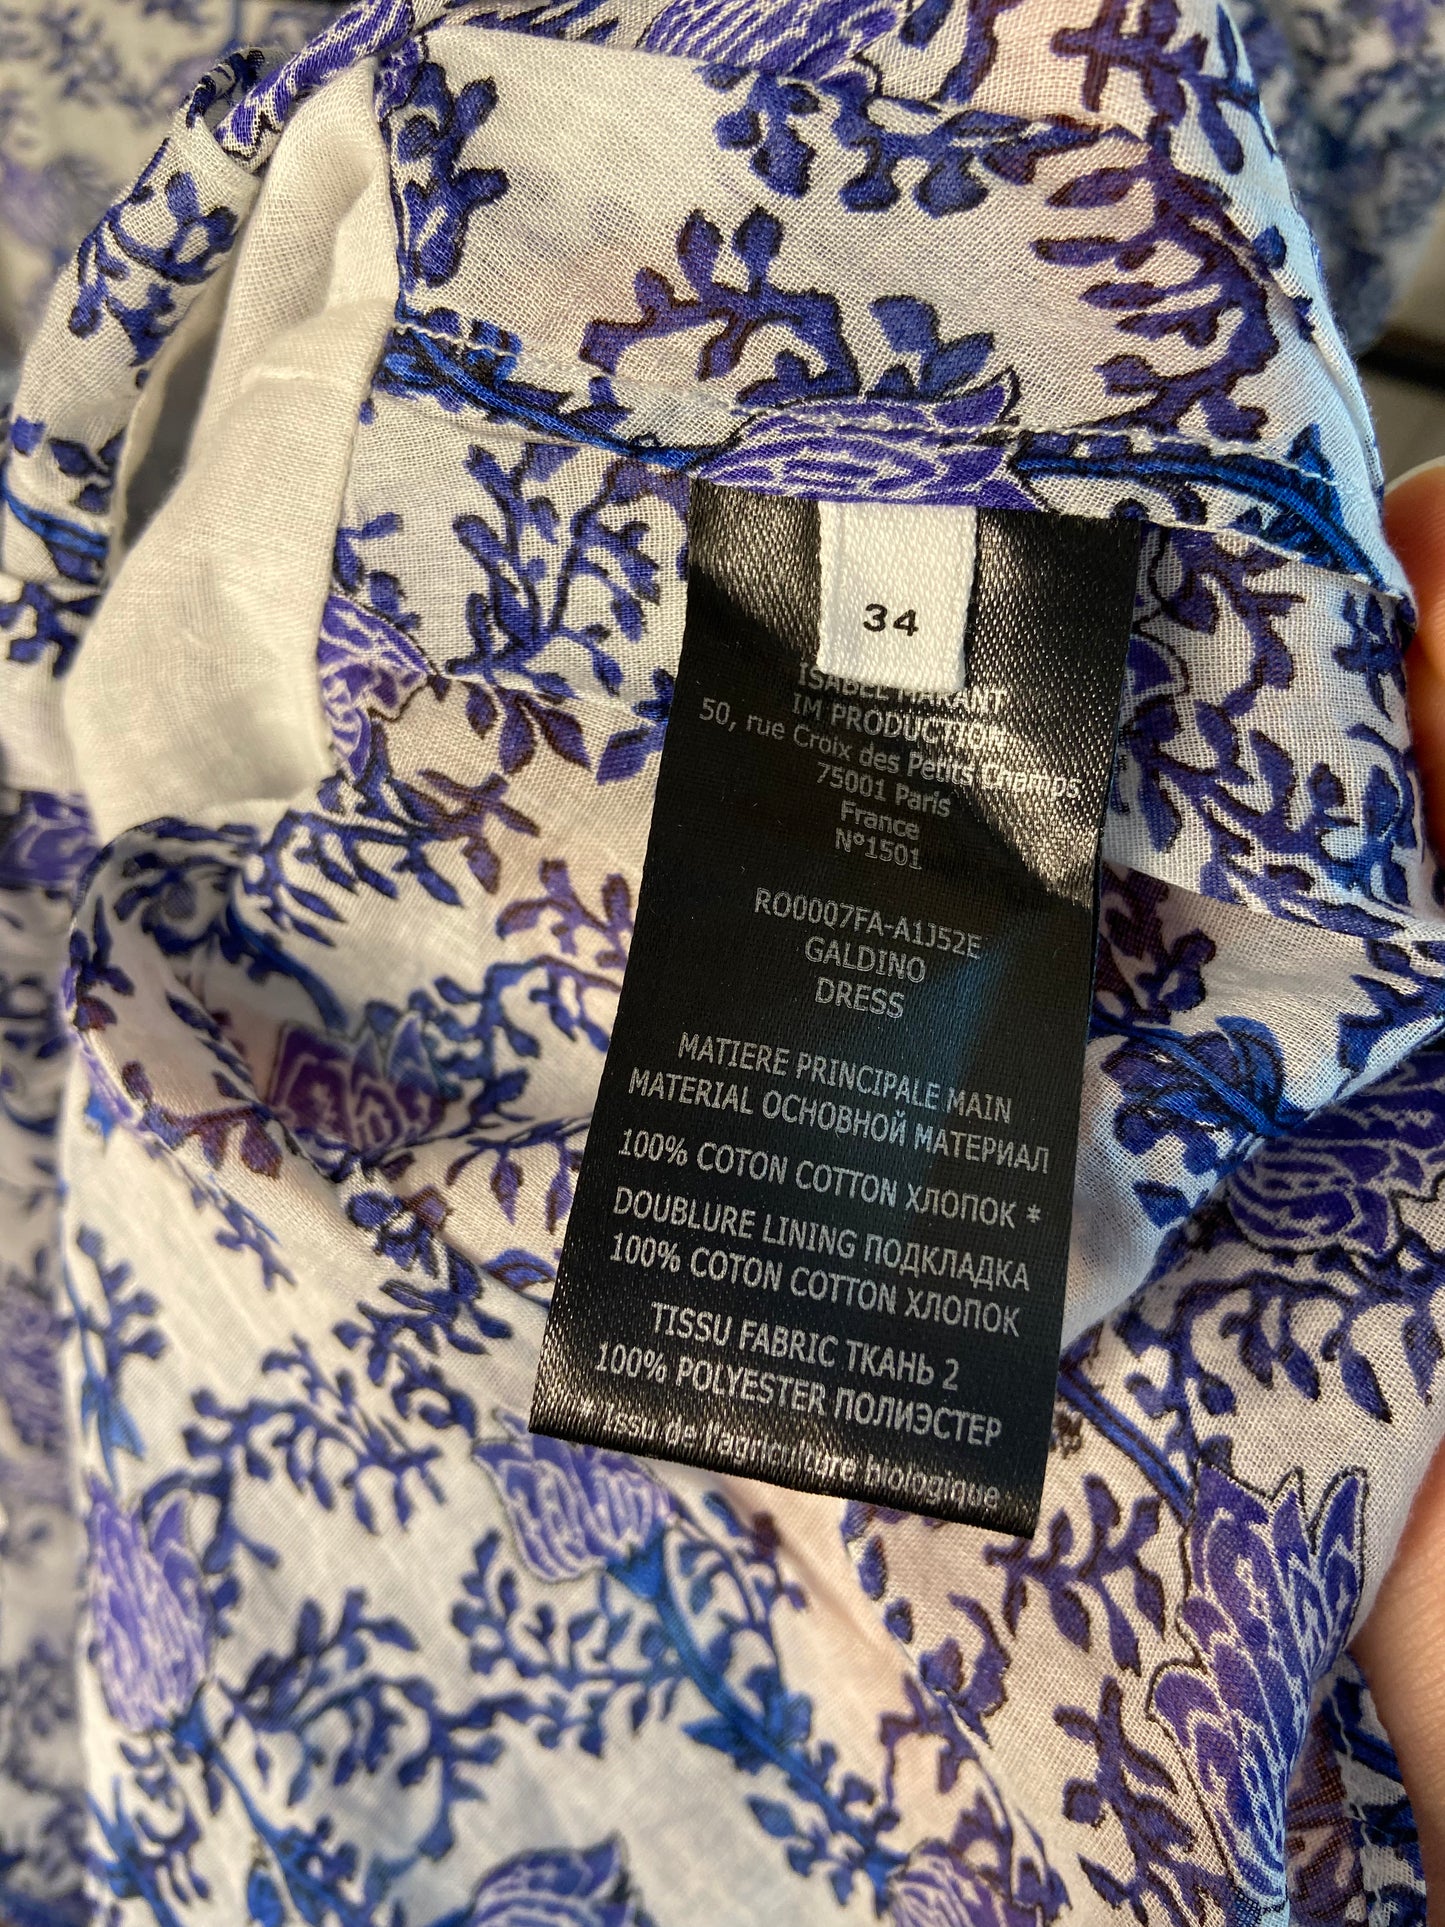 34
ISABEL MARANT
IM PRODUCTION
50, rue Croix des Petits Champs
75001 Paris
France
N°1501
RO0007FA-A1J52E
GALDINO
DRESS
MATIERE PRINCIPALE MAIN
MATERIAL ОСНОВНОЙ МАТЕРИАЛ
100% COTON COTTON ХЛОПОК *
DOUBLURE LINING ПОДКЛАДКА
100% COTON COTTON ХЛОПОК
TISSU FABRIC ТКАНЬ 2
100% POLYESTER ПОЛИЭСТЕР
* Issu de l'agriculture biologique